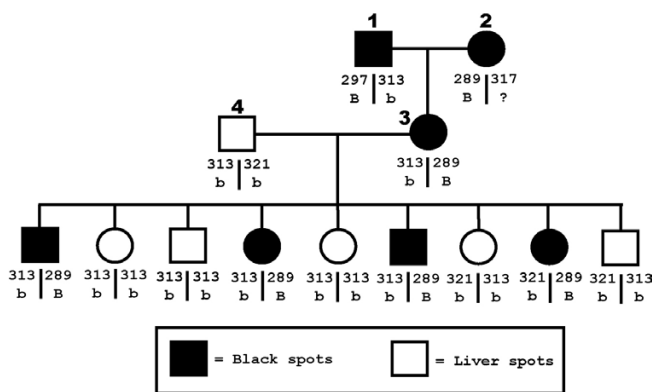 1 2
297 313 289 317
B b B ?
4 3
313 321 313 289
b b b B
313 289 313 313 313 313 313 289 313 313 313 289 321 313 321 289 321 313
b B b b b b b B b b b B b b b B b b
= Black spots = Liver spots